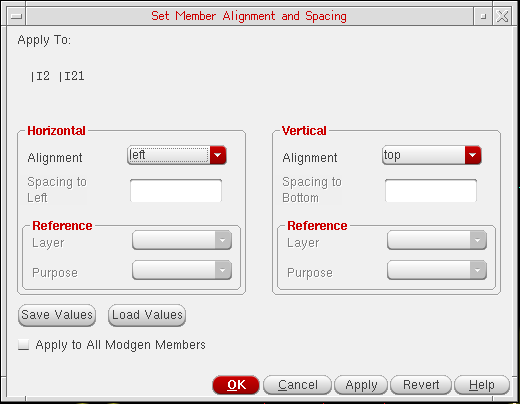 Set Member Alignment and Spacing
Apply To:
|I2 |I21
Horizontal
Alignment left
Spacing to
Left
Reference
Layer
Purpose
Vertical
Alignment top
Spacing to
Bottom
Reference
Layer
Purpose
Save Values Load Values
Apply to All Modgen Members
OK Cancel Apply Revert Help